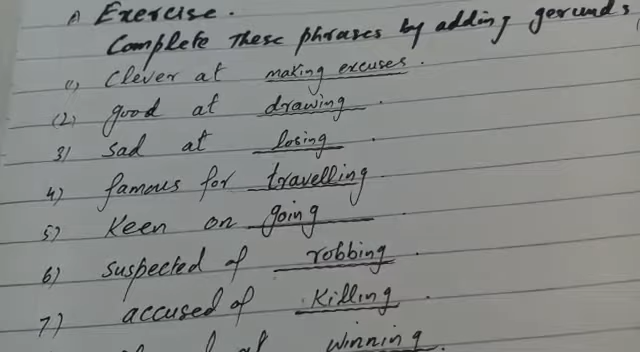 A Exercise.
Complete These phrases by adding gerunds
(1) Clever at making excuses.
(2) good at drawing.
3) sad at losing.
4) famous for travelling
5) Keen on going
6) suspected of robbing.
7) accused of Killing.
at winning.